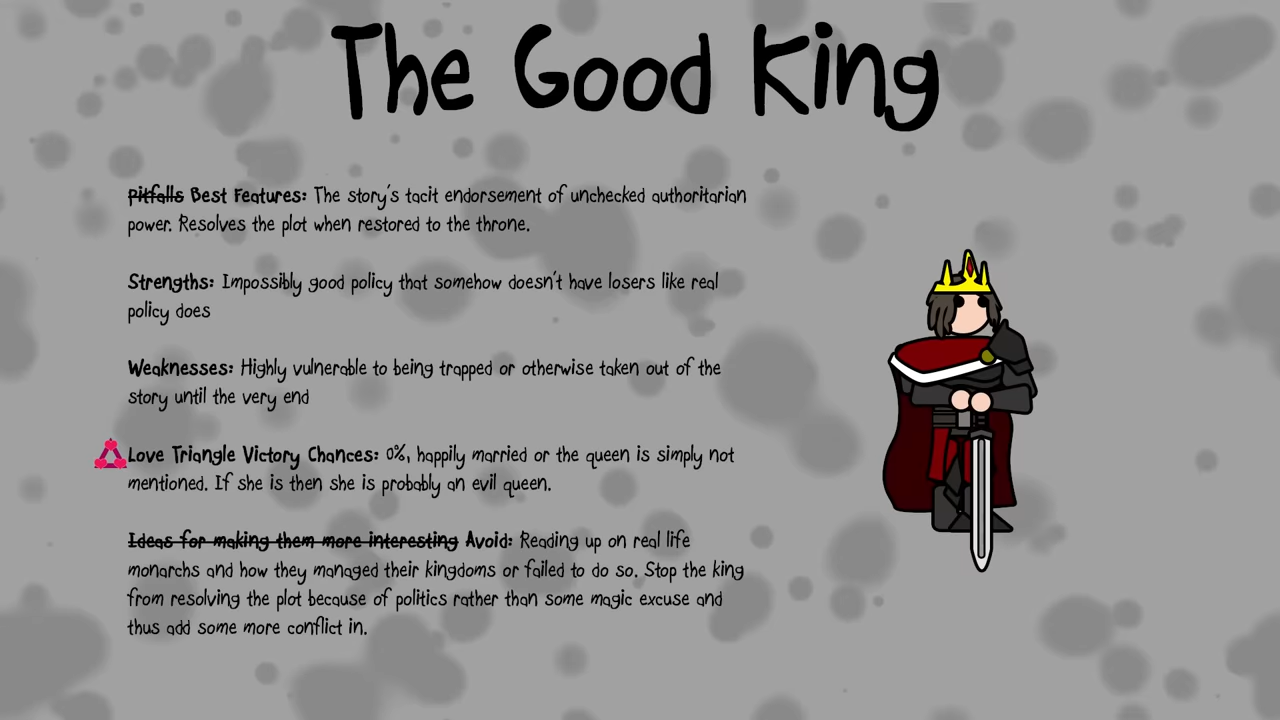 The Good King
Pitfalls Best Features: The story's tacit endorsement of unchecked authoritarian
power. Resolves the plot when restored to the throne.
Strengths: Impossibly good policy that somehow doesn't have losers like real
policy does
Weaknesses: Highly vulnerable to being trapped or otherwise taken out of the
story until the very end
Love Triangle Victory Chances: 0%, happily married or the queen is simply not
mentioned. If she is then she is probably an evil queen.
Ideas for making them more interesting Avoid: Reading up on real life
monarchs and how they managed their kingdoms or failed to do so. Stop the king
from resolving the plot because of politics rather than some magic excuse and
thus add some more conflict in.